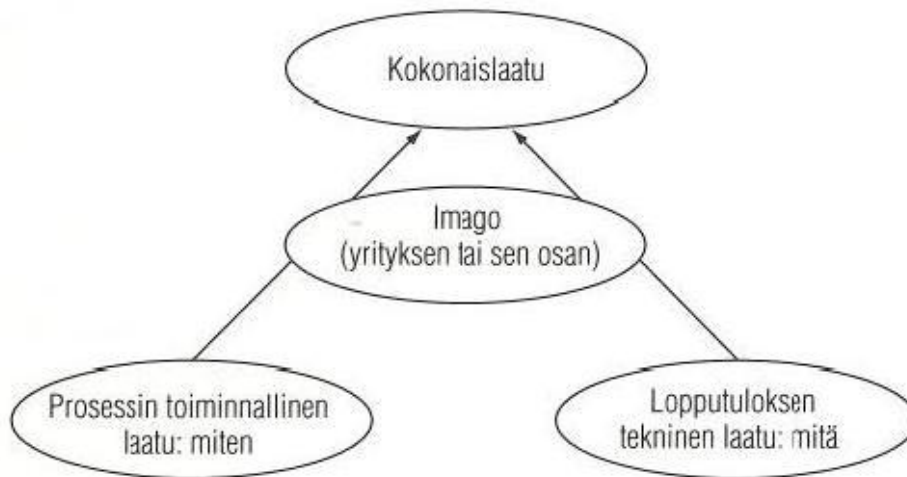 Kokonaislaatu
Imago
(yrityksen tai sen osan)
Prosessin toiminnallinen
laatu: miten
Lopputuloksen
tekninen laatu: mitä